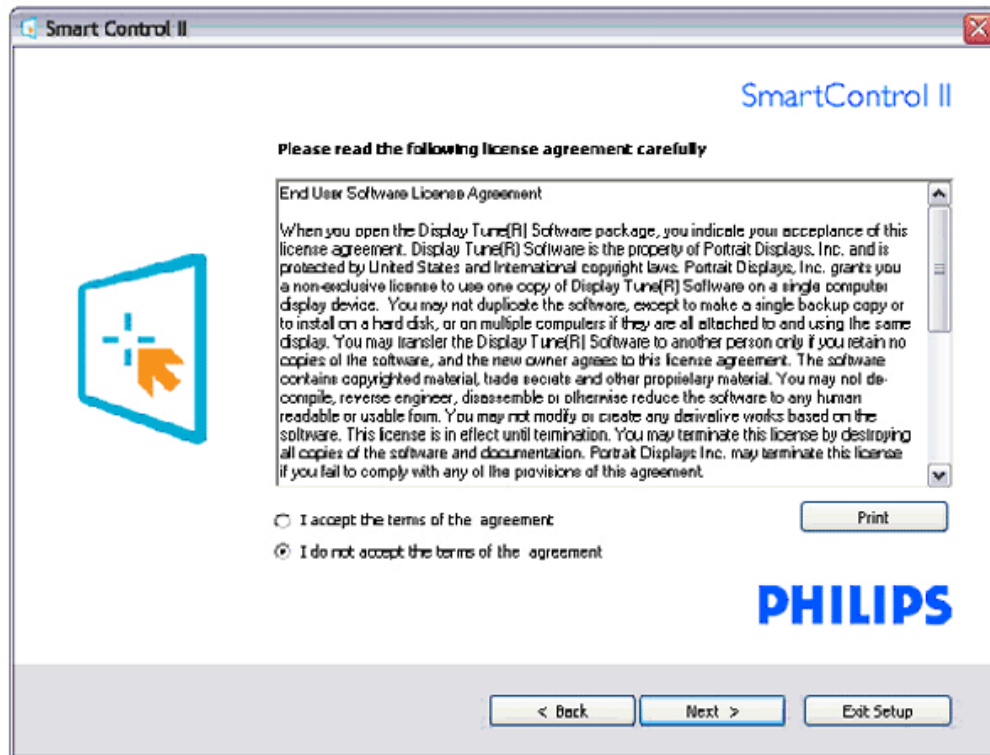 Smart Control II
SmartControl II
Please read the following license agreement carefully
End User Software License Agreement
When you open the Display Tune(R) Software package, you indicate your acceptance of this
license agreement. Display Tune(R) Software is the property of Portrait Displays, Inc. and is
protected by United States and International copyright laws. Portrait Displays, Inc. grants you
a non-exclusive license to use one copy of Display Tune(R) Software on a single computer
display device. You may not duplicate the software, except to make a single backup copy or
to install on a hard disk, or on multiple computers if they are all attached to and using the same
display. You may transfer the Display Tune(R) Software to another person only if you retain no
copies of the software, and the new owner agrees to this license agreement. The software
contains copyrighted material, trade secrets and other proprietary material. You may not de-
compile, reverse engineer, disassemble or otherwise reduce the software to any human
readable or usable form. You may not modify or create any derivative works based on the
software. This license is in effect until termination. You may terminate this license by destroying
all copies of the software and documentation. Portrait Displays Inc. may terminate this license
if you fail to comply with any of the provisions of this agreement.
I accept the terms of the agreement
Print
I do not accept the terms of the agreement
PHILIPS
< Back
Next >
Exit Setup